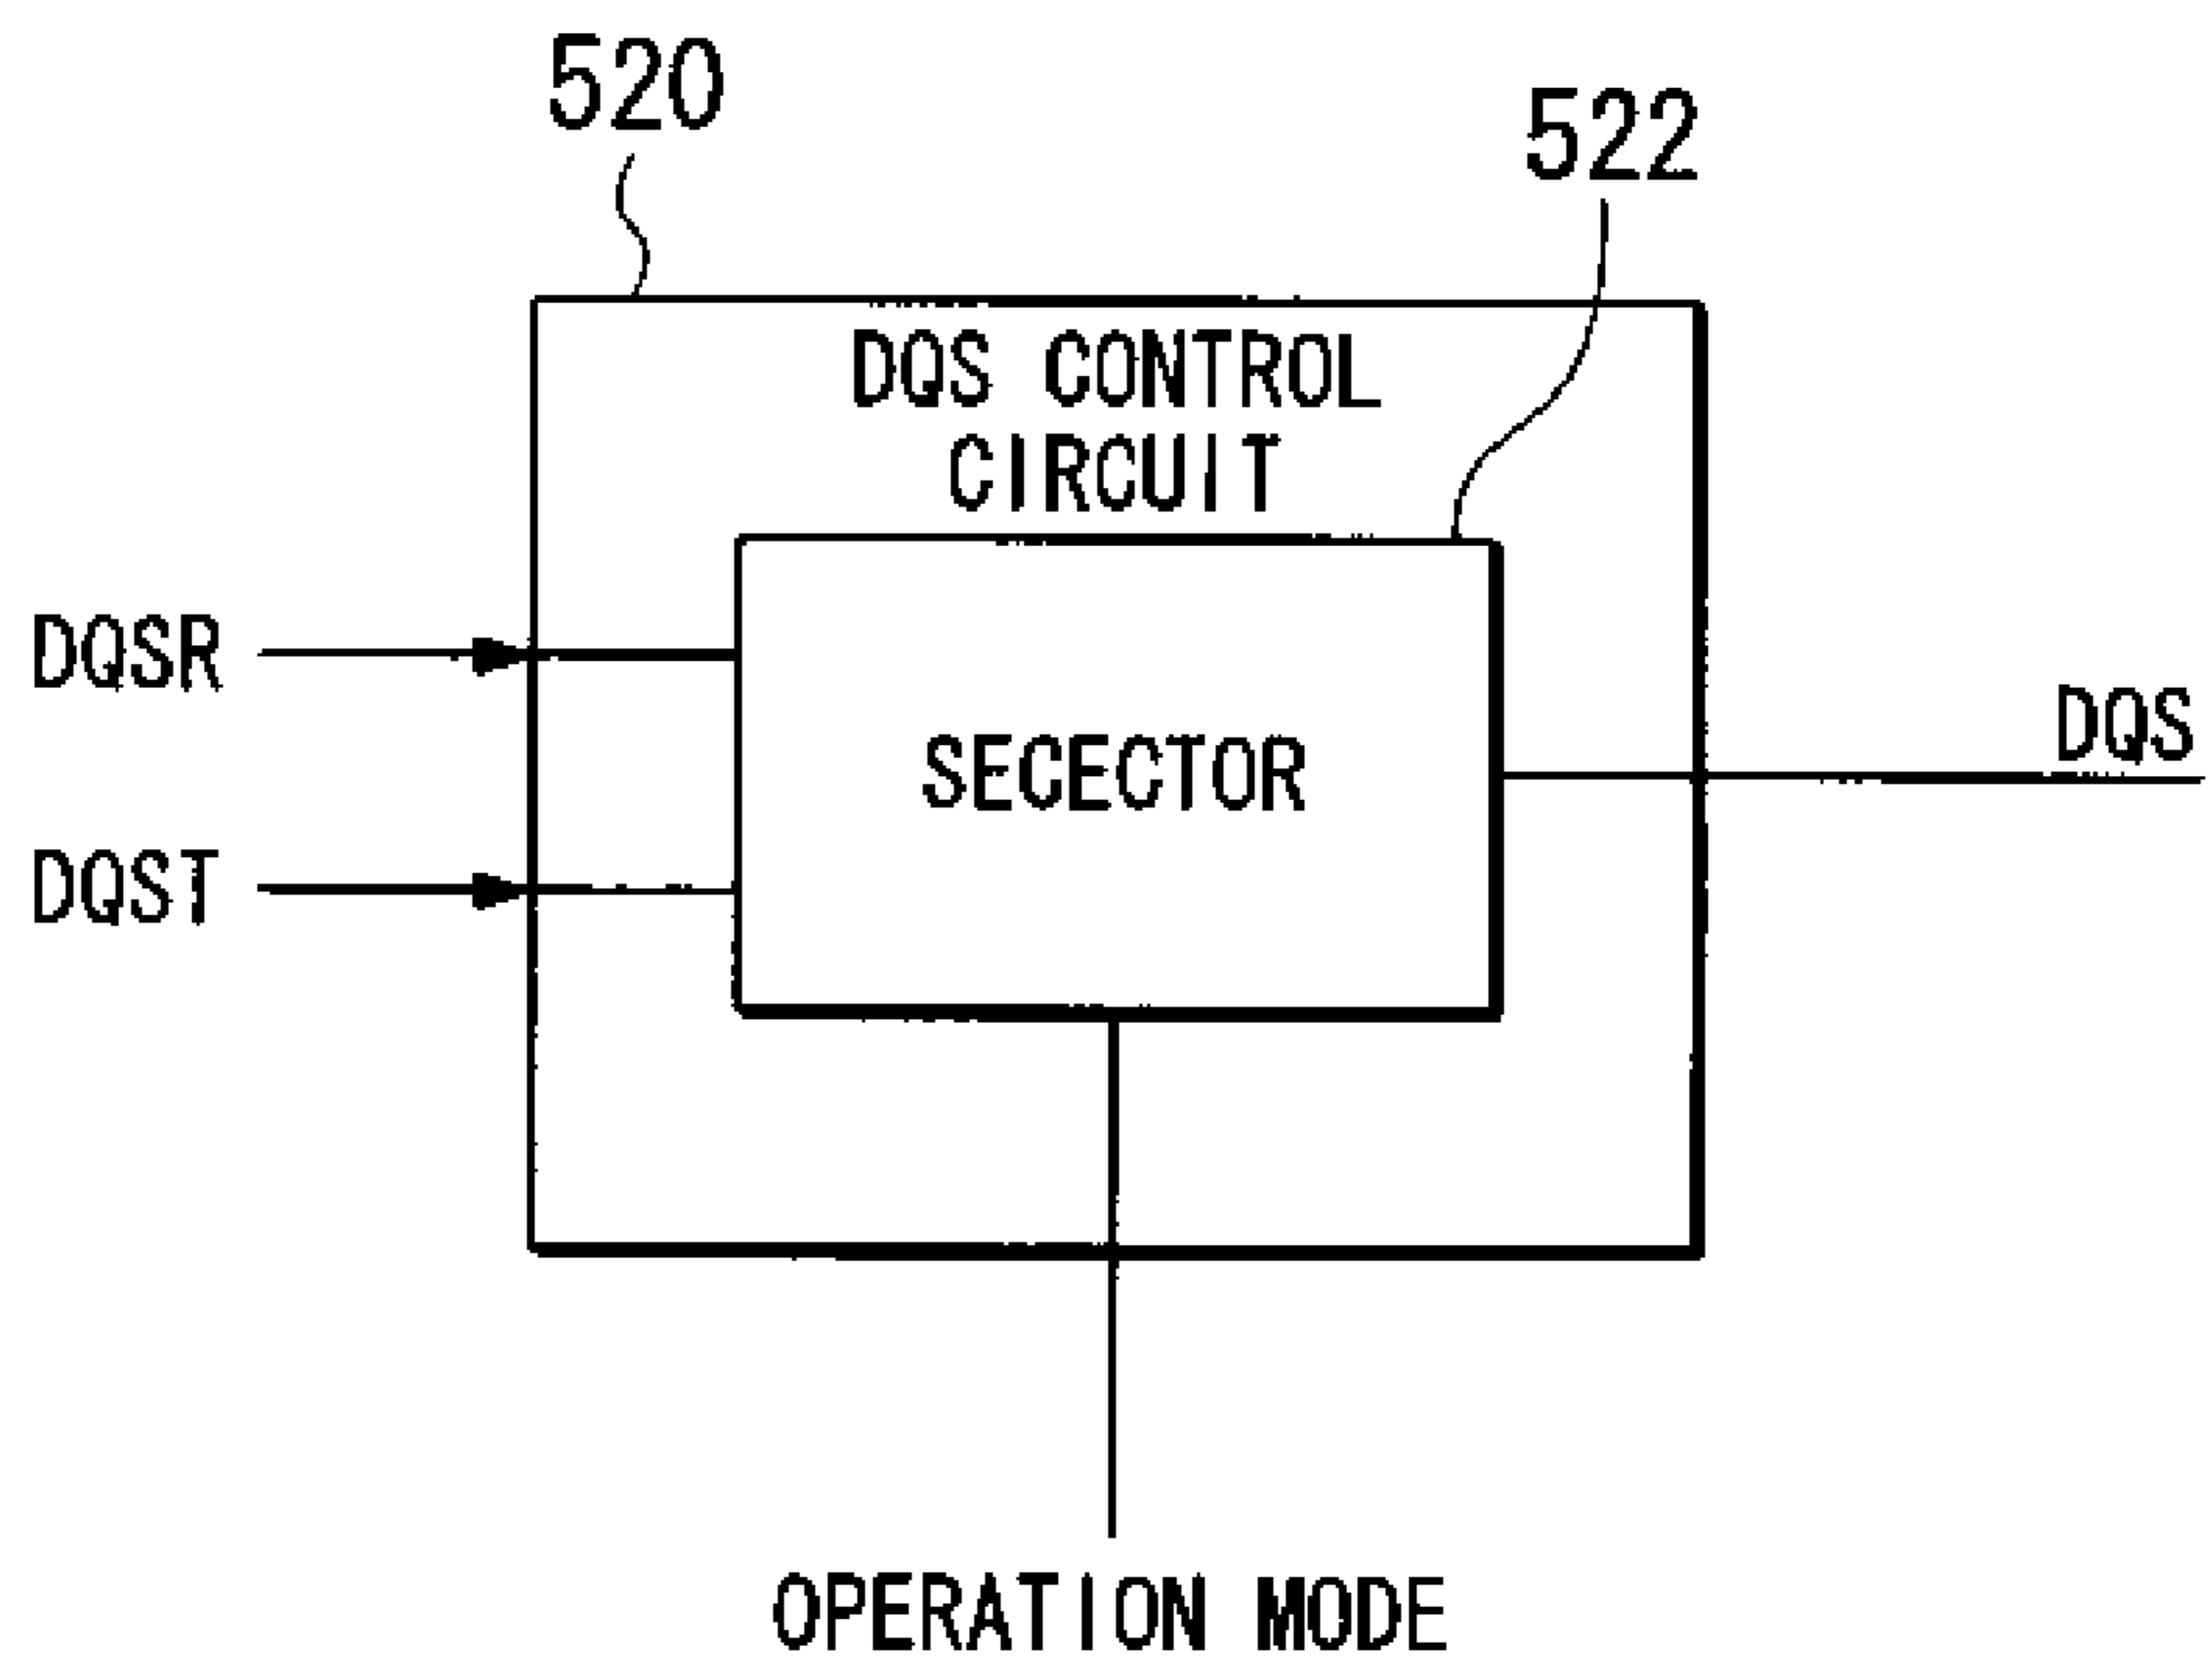 520
522
DQS CONTROL
CIRCUIT
DQSR
SECECTOR
DQS
DQST
OPERATION MODE